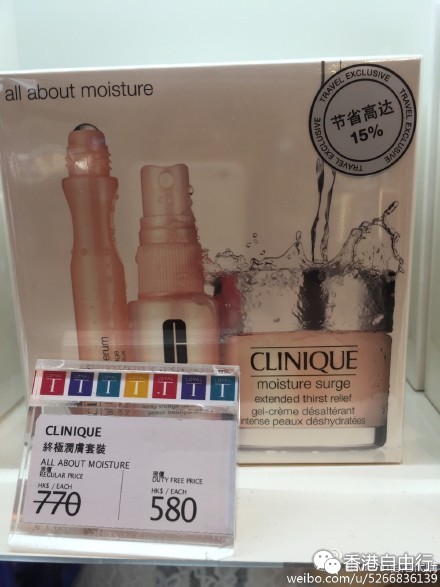 all about moisture
TRAVEL EXCLUSIVE
节省高达
15%
TRAVEL EXCLUSIVE
erum
CLINIQUE
moisture surge
extended thirst relief
gel-crème désaltérant
intense peaux déshydratées
T T T T T T T
CLINIQUE
終極潤膚套裝
ALL ABOUT MOISTURE
REGULAR PRICE
HK$ / EACH
770
DUTY FREE PRICE
HK$ / EACH
580
香港自由行
weibo.com/u/5266836139